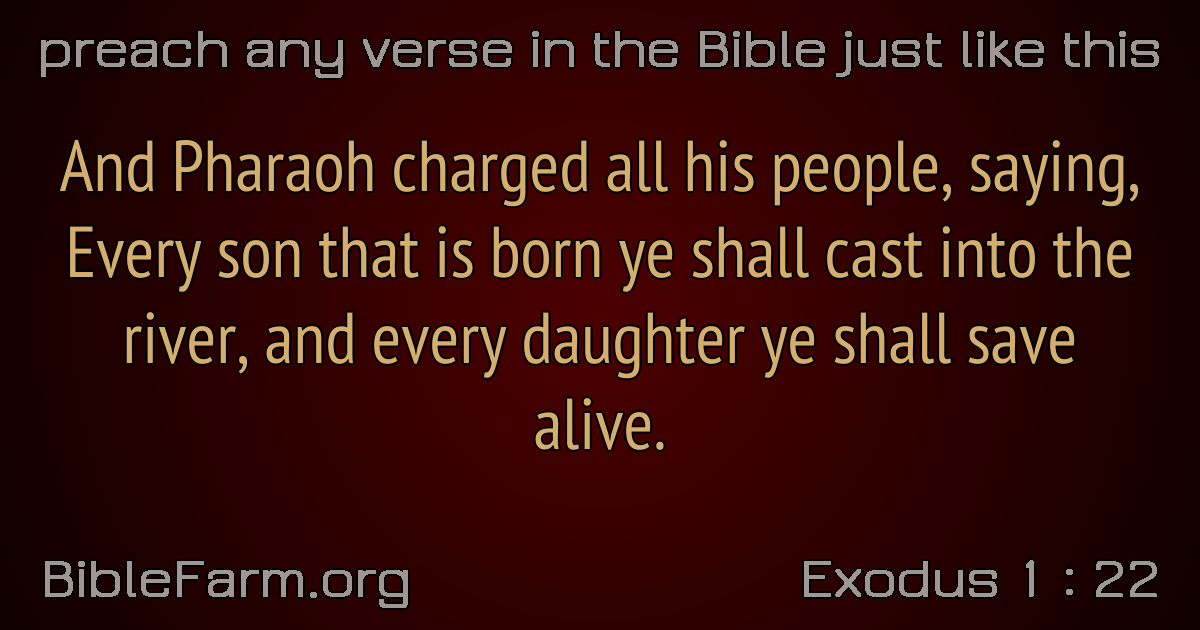 preach any verse in the Bible just like this
And Pharaoh charged all his people, saying,
Every son that is born ye shall cast into the
river, and every daughter ye shall save
alive.
BibleFarm.org
Exodus 1 : 22